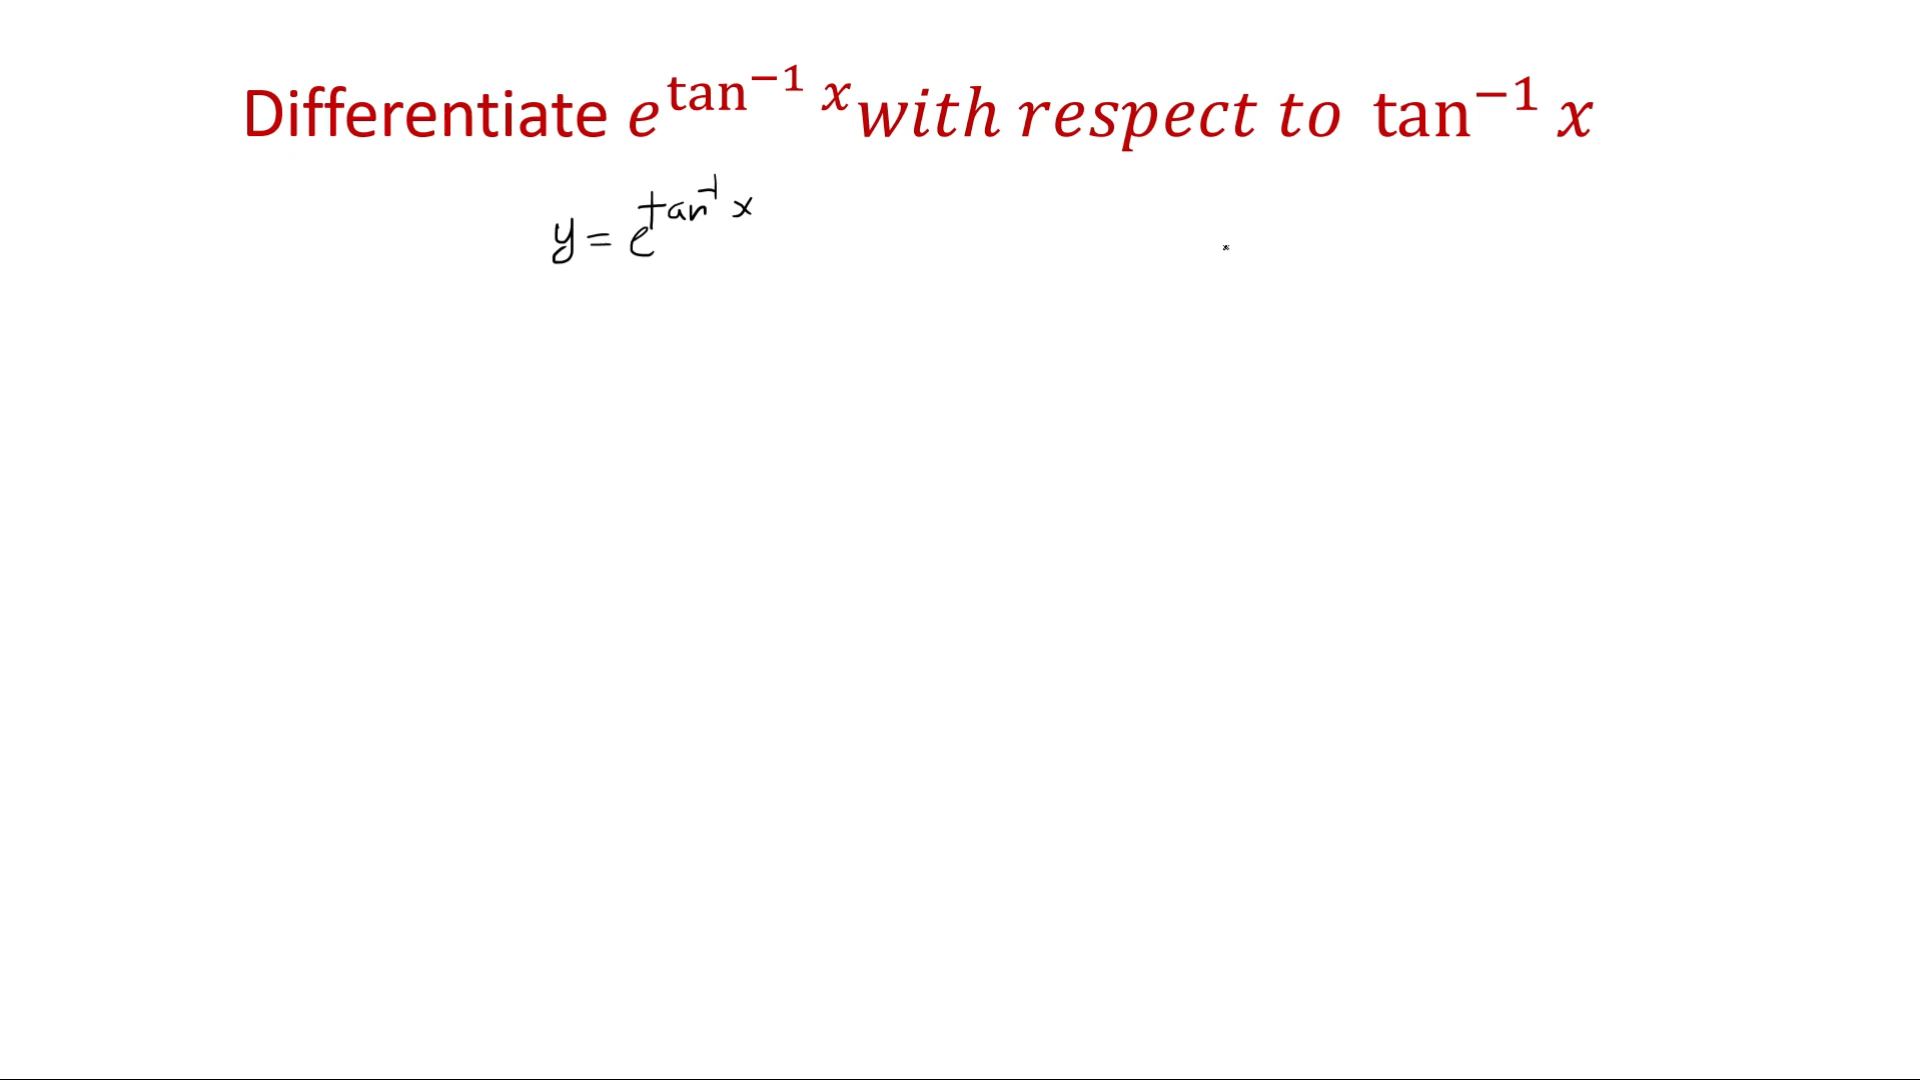 Differentiate e^{tan^{-1} x} with respect to tan^{-1} x
y = e^{tan^{-1} x}